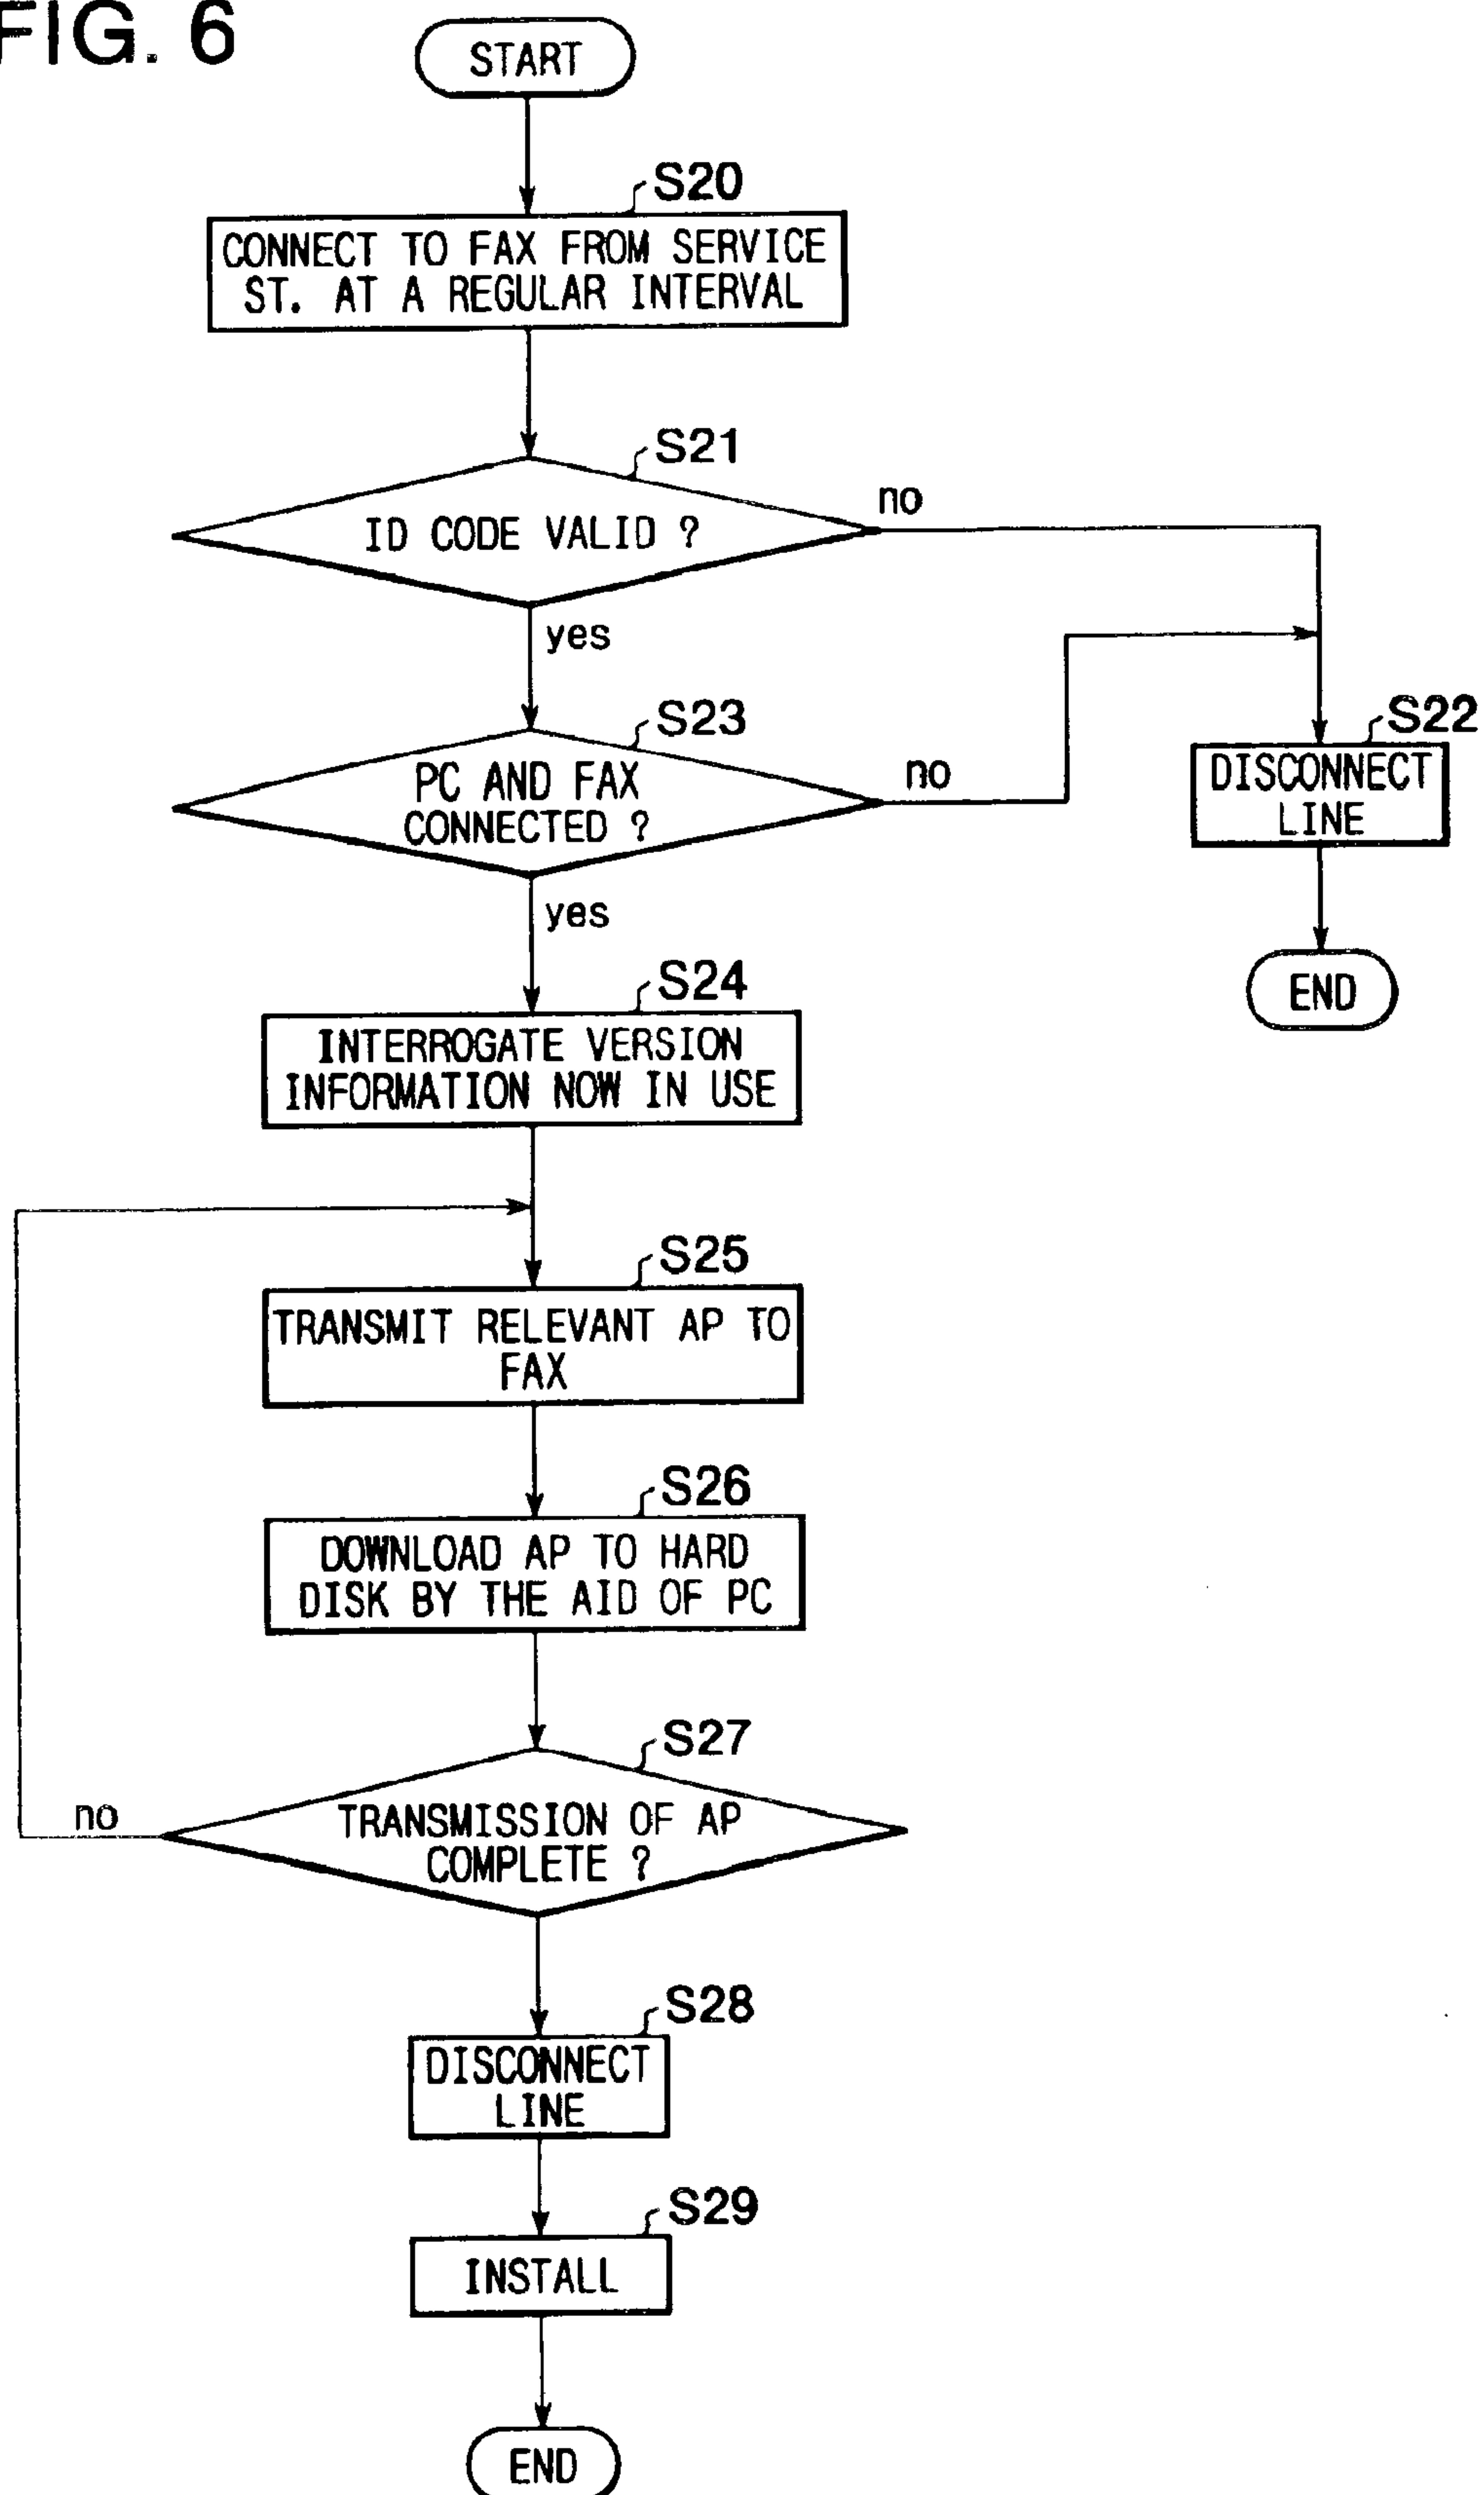 FIG. 6
START
S20
CONNECT TO FAX FROM SERVICE
ST. AT A REGULAR INTERVAL
S21
ID CODE VALID ?
no
yes
S23
PC AND FAX
CONNECTED ?
no
S22
DISCONNECT
LINE
END
yes
S24
INTERROGATE VERSION
INFORMATION NOW IN USE
S25
TRANSMIT RELEVANT AP TO
FAX
S26
DOWNLOAD AP TO HARD
DISK BY THE AID OF PC
S27
TRANSMISSION OF AP
COMPLETE ?
no
S28
DISCONNECT
LINE
S29
INSTALL
END